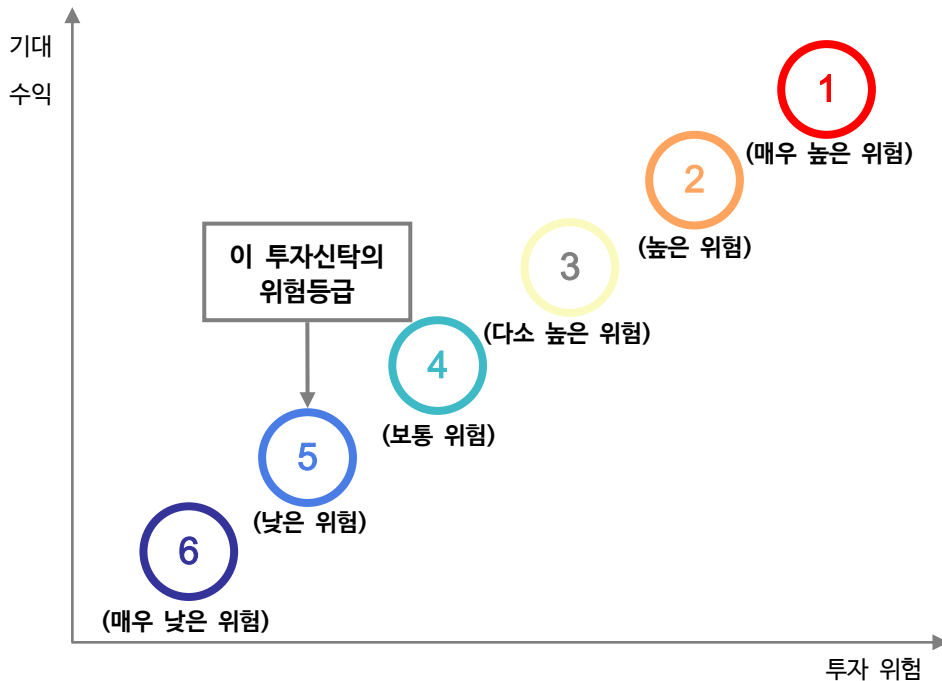 기대
수익
1
(매우 높은 위험)
2
(높은 위험)
이 투자신탁의
위험등급
3
(다소 높은 위험)
4
(보통 위험)
5
(낮은 위험)
6
(매우 낮은 위험)
투자 위험